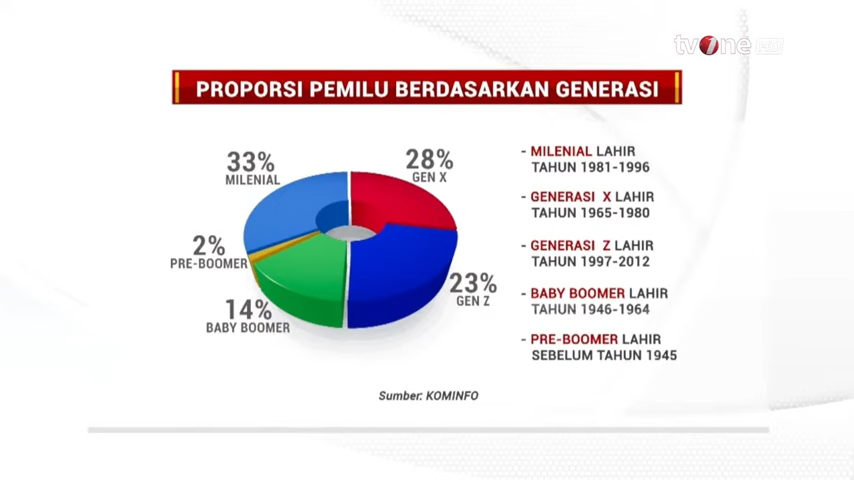 tvOne HD
PROPORSI PEMILU BERDASARKAN GENERASI
33%
MILENIAL
28%
GEN X
2%
PRE-BOOMER
23%
GEN Z
14%
BABY BOOMER
- MILENIAL LAHIR
TAHUN 1981-1996
- GENERASI X LAHIR
TAHUN 1965-1980
- GENERASI Z LAHIR
TAHUN 1997-2012
- BABY BOOMER LAHIR
TAHUN 1946-1964
- PRE-BOOMER LAHIR
SEBELUM TAHUN 1945
Sumber: KOMINFO